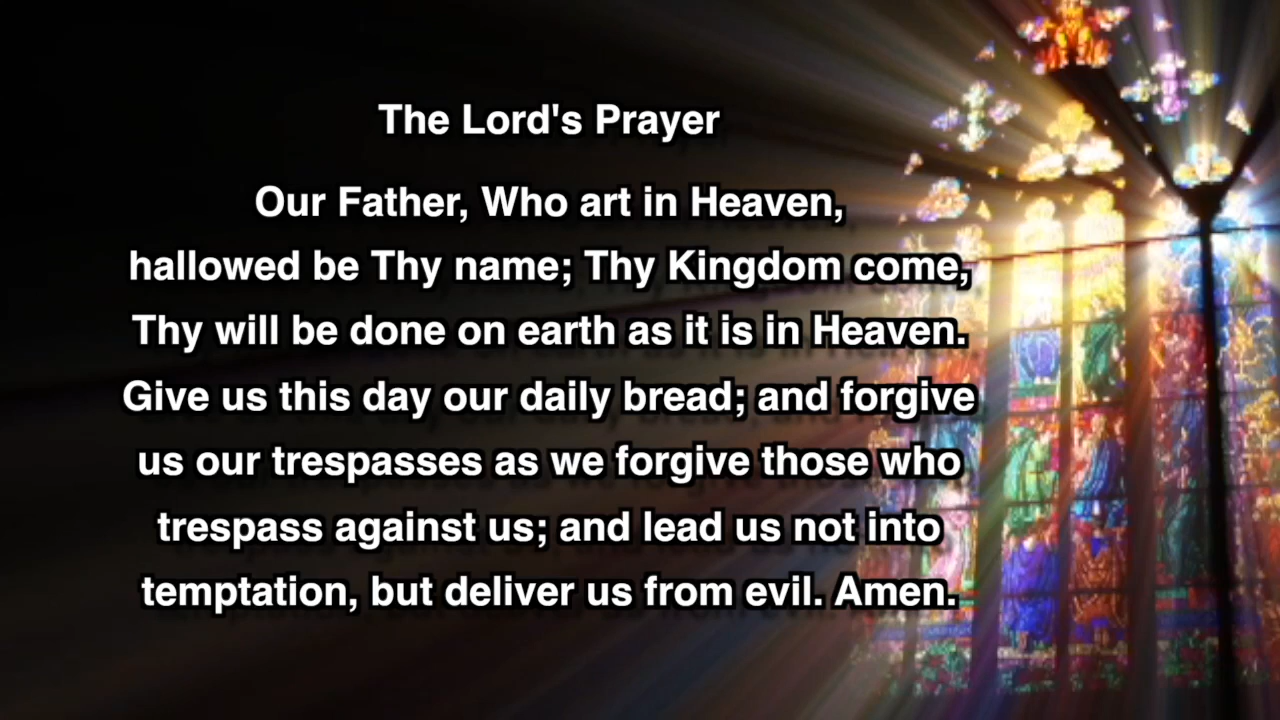 The Lord's Prayer
Our Father, Who art in Heaven,
hallowed be Thy name; Thy Kingdom come,
Thy will be done on earth as it is in Heaven.
Give us this day our daily bread; and forgive
us our trespasses as we forgive those who
trespass against us; and lead us not into
temptation, but deliver us from evil. Amen.